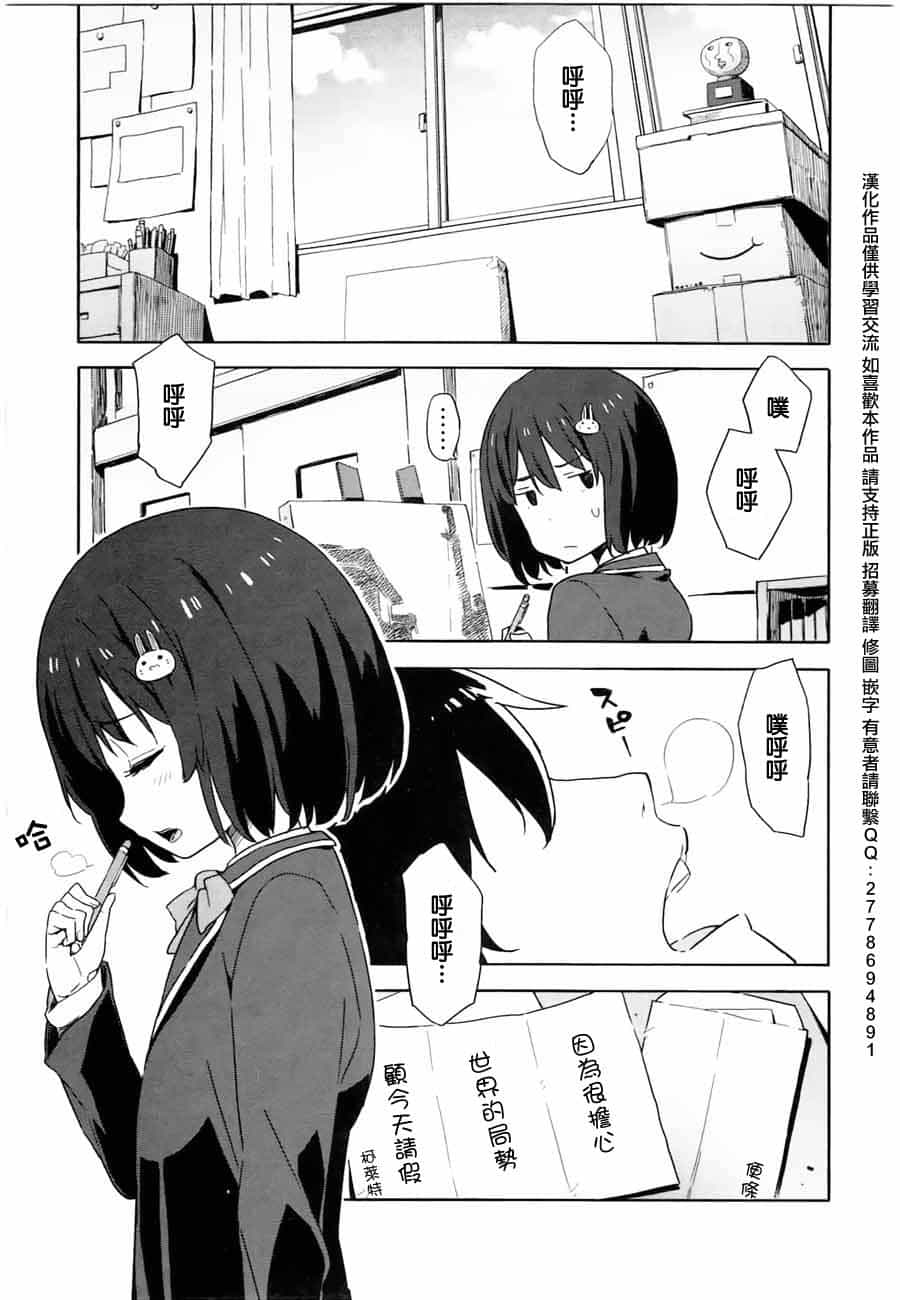 呼呼…
噗
呼呼
……
呼呼
噗呼呼
スピー
哈
呼呼呼…
因為很擔心
世界的局勢
顧今天請假
柯萊特
便條
漢化作品僅供學習交流 如喜歡本作品 請支持正版 招募翻譯 修圖 嵌字 有意者請聯繫QQ:2778694891